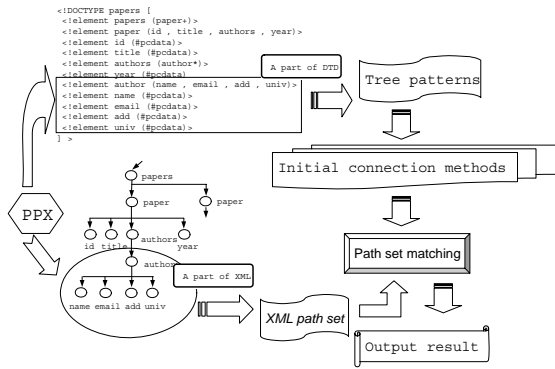 <!DOCTYPE papers [
<!element papers (paper+)>
<!element paper (id , title , authors , year)>
<!element id (#pcdata)>
<!element title (#pcdata)>
<!element authors (author*)>
<!element year (#pcdata)
<!element author (name , email , add , univ)>
<!element name (#pcdata)>
<!element email (#pcdata)>
<!element add (#pcdata)>
<!element univ (#pcdata)>
] >
A part of DTD
Tree patterns
Initial connection methods
papers
paper
paper
PPX
id title authors year
author
A part of XML
name email add univ
Path set matching
XML path set
Output result